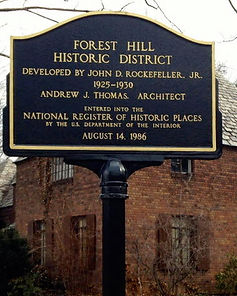 FOREST HILL
HISTORIC DISTRICT
DEVELOPED BY JOHN D. ROCKEFELLER, JR.
1925-1930
ANDREW J. THOMAS, ARCHITECT
ENTERED INTO THE
NATIONAL REGISTER OF HISTORIC PLACES
BY THE U.S. DEPARTMENT OF THE INTERIOR
AUGUST 14, 1986